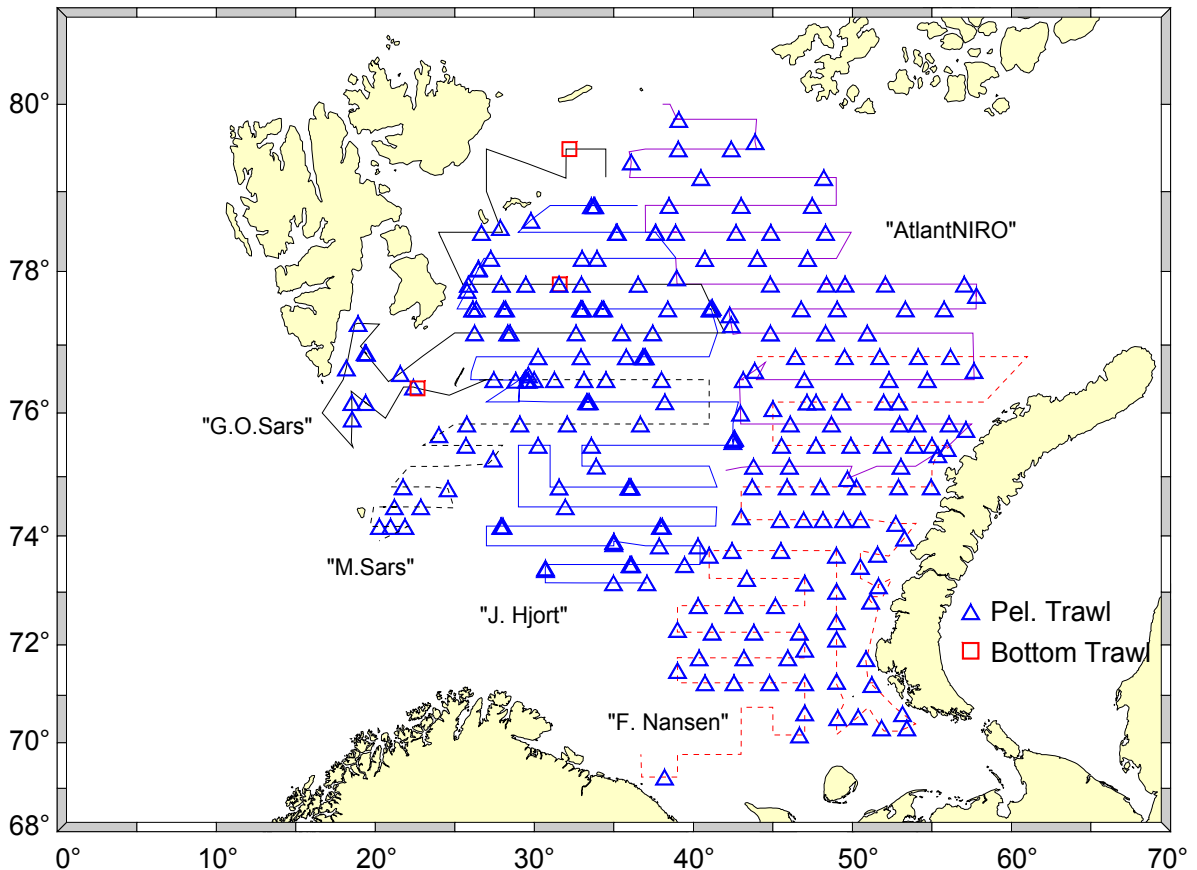 80°
"AtlantNIRO"
78°
76°
"G.O.Sars"
74°
"M.Sars"
"J. Hjort"
Pel. Trawl
72°
Bottom Trawl
"F. Nansen"
70°
68°
0° 10° 20° 30° 40° 50° 60° 70°